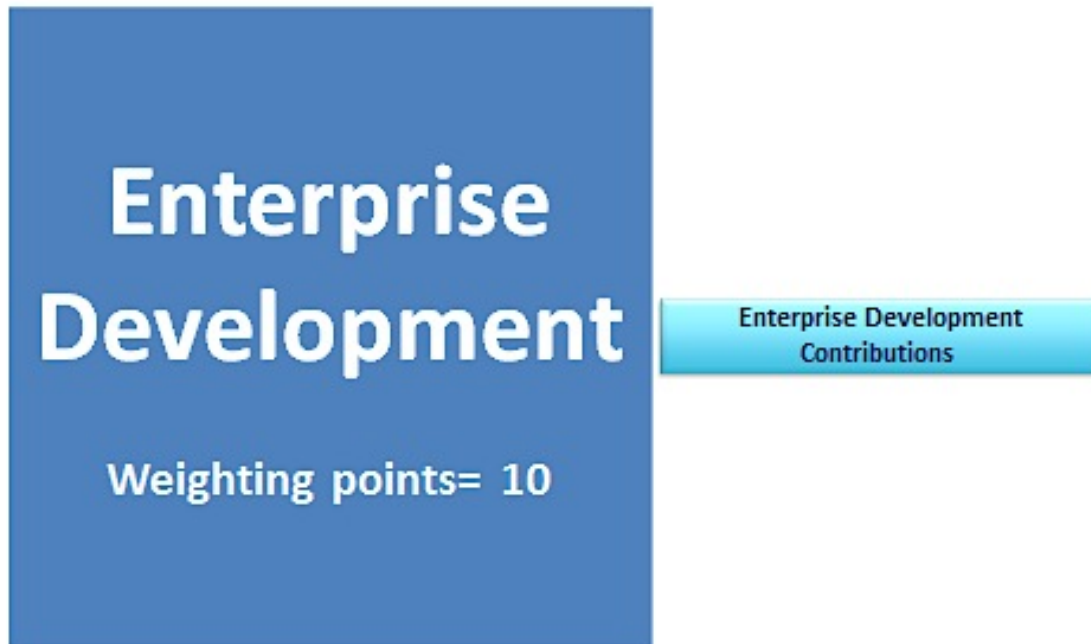 Enterprise
Development
Weighting points= 10
Enterprise Development
Contributions